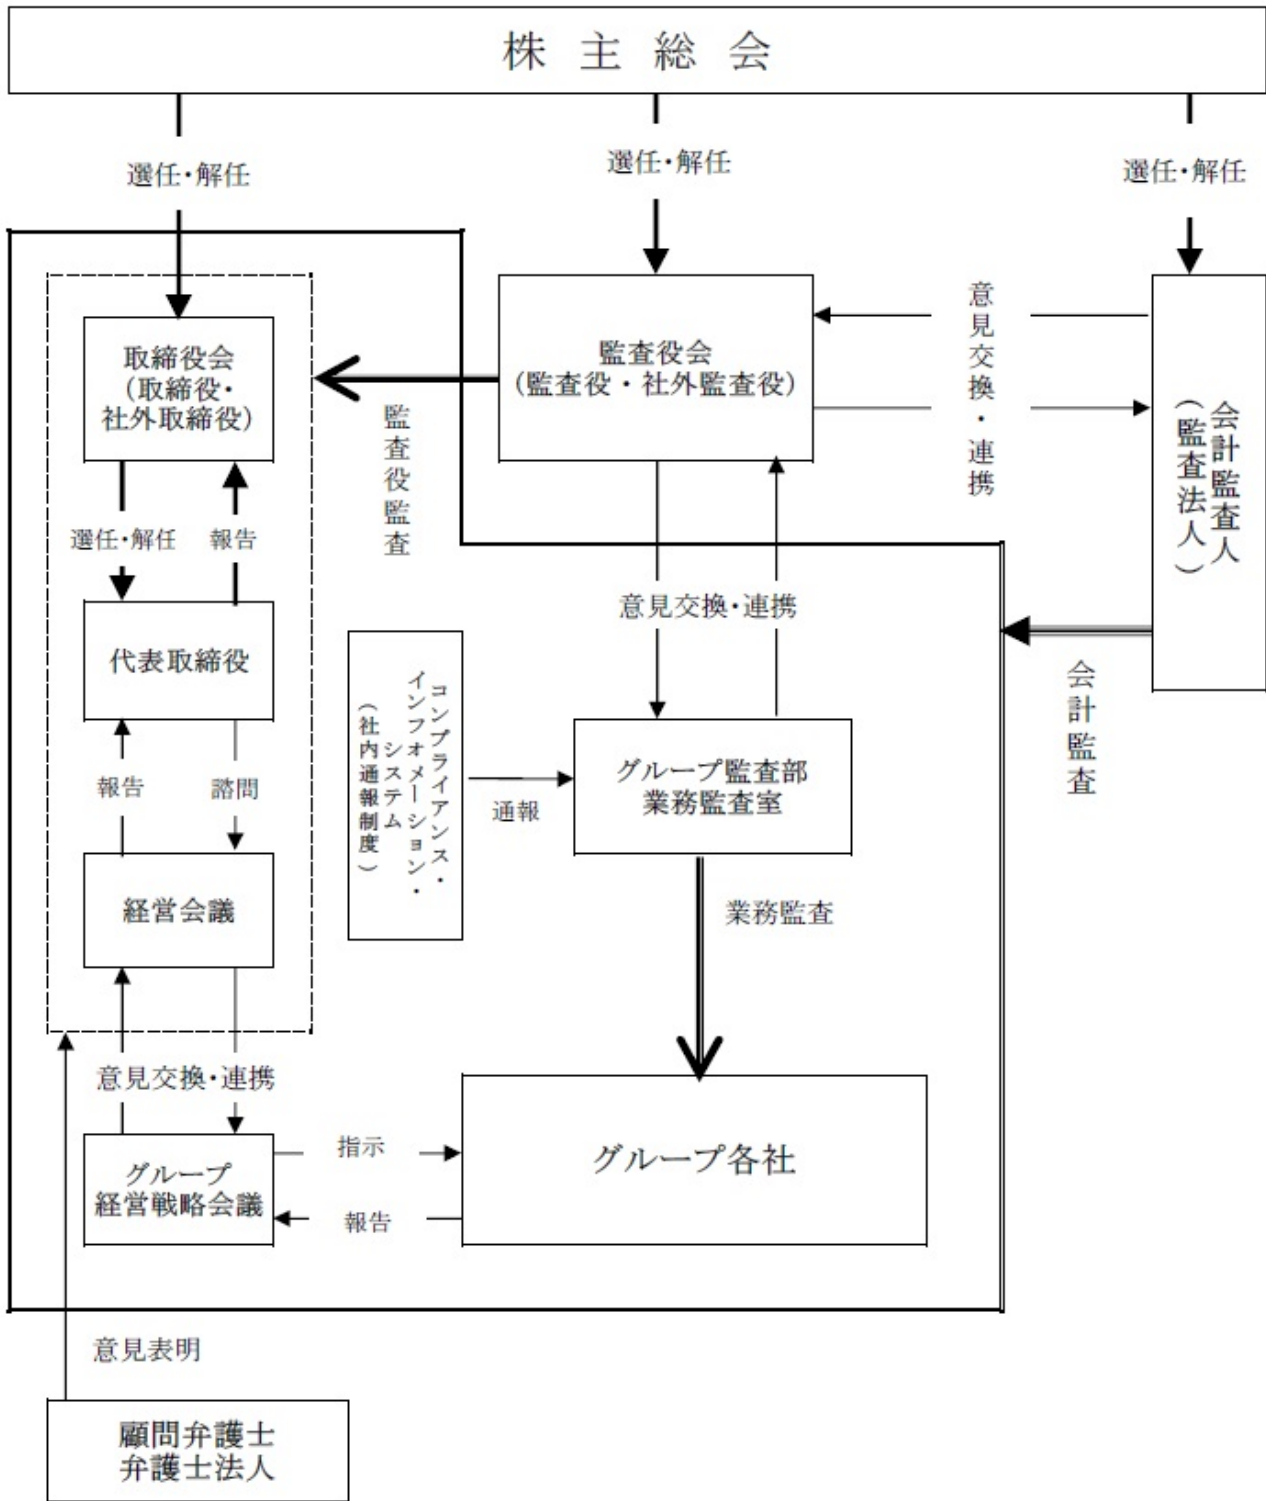 株主総会
選任・解任
選任・解任
選任・解任
取締役会
（取締役・
社外取締役）
監査役会
（監査役・社外監査役）
意見交換・連携
会計監査人
（監査法人）
監査役監査
選任・解任
報告
意見交換・連携
代表取締役
コンプライアンス・
インフォメーション・
システム
（社内通報制度）
会計監査
報告
諮問
通報
グループ監査部
業務監査室
経営会議
業務監査
意見交換・連携
グループ
経営戦略会議
指示
報告
グループ各社
意見表明
顧問弁護士
弁護士法人